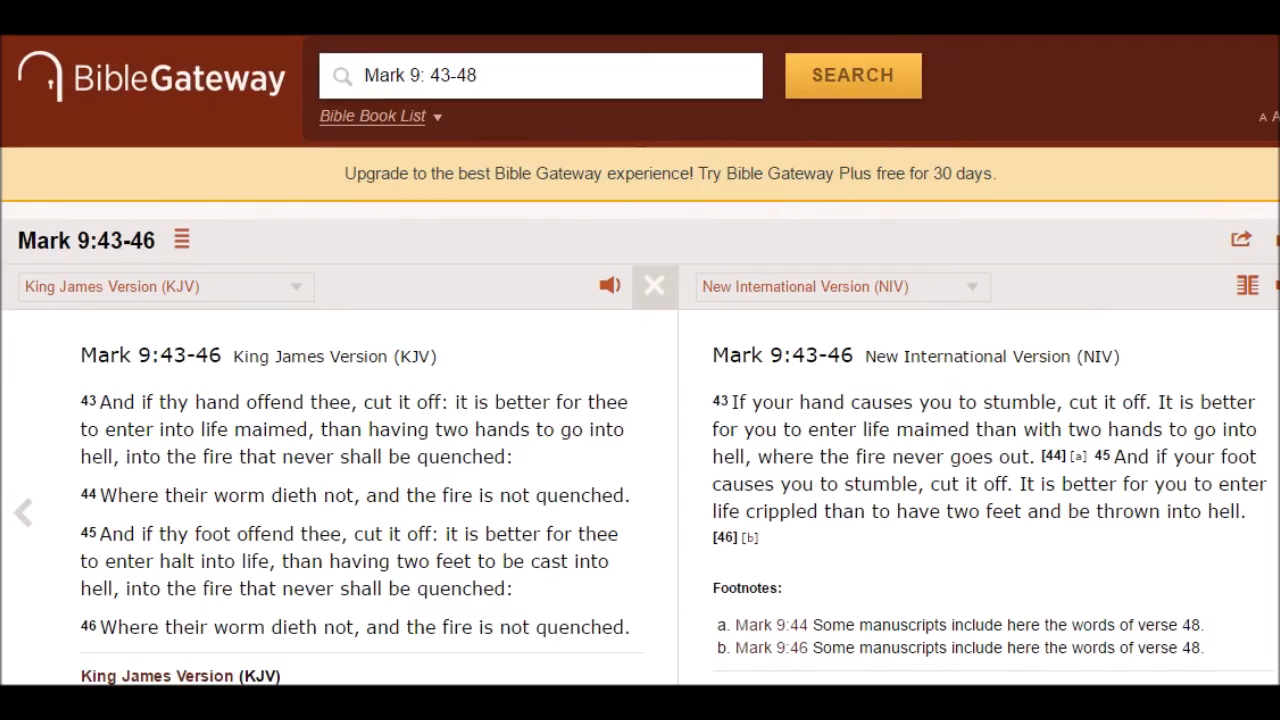 BibleGateway
Mark 9: 43-48
SEARCH
Bible Book List
A A
Upgrade to the best Bible Gateway experience! Try Bible Gateway Plus free for 30 days.
Mark 9:43-46
King James Version (KJV)
New International Version (NIV)
Mark 9:43-46 King James Version (KJV)
43 And if thy hand offend thee, cut it off: it is better for thee
to enter into life maimed, than having two hands to go into
hell, into the fire that never shall be quenched:
44 Where their worm dieth not, and the fire is not quenched.
45 And if thy foot offend thee, cut it off: it is better for thee
to enter halt into life, than having two feet to be cast into
hell, into the fire that never shall be quenched:
46 Where their worm dieth not, and the fire is not quenched.
King James Version (KJV)
Mark 9:43-46 New International Version (NIV)
43 If your hand causes you to stumble, cut it off. It is better
for you to enter life maimed than with two hands to go into
hell, where the fire never goes out. [44] [a] 45 And if your foot
causes you to stumble, cut it off. It is better for you to enter
life crippled than to have two feet and be thrown into hell.
[46] [b]
Footnotes:
a. Mark 9:44 Some manuscripts include here the words of verse 48.
b. Mark 9:46 Some manuscripts include here the words of verse 48.